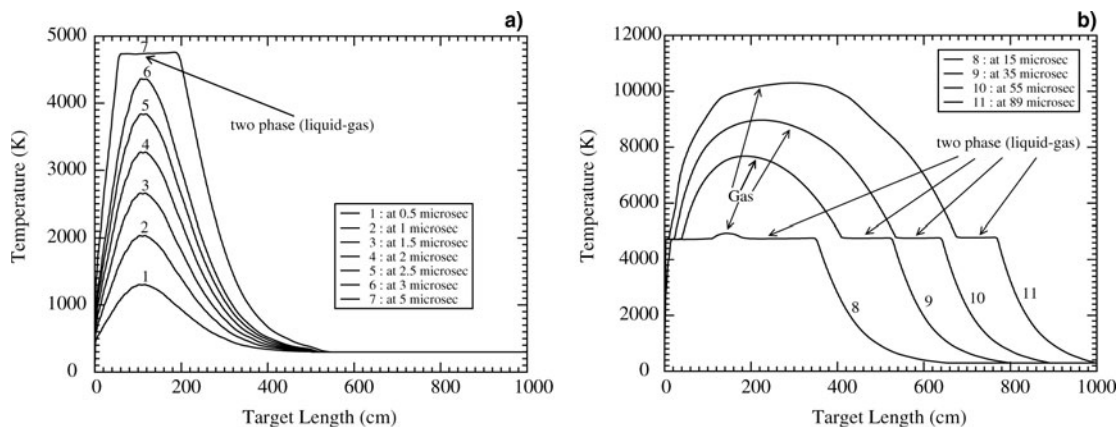 a)
5000
4000
3000
2000
1000
0
Temperature (K)
7
6
5
4
3
2
1
two phase (liquid-gas)
1 : at 0.5 microsec
2 : at 1 microsec
3 : at 1.5 microsec
4 : at 2 microsec
5 : at 2.5 microsec
6 : at 3 microsec
7 : at 5 microsec
0 200 400 600 800 1000
Target Length (cm)
b)
12000
10000
8000
6000
4000
2000
0
Temperature (K)
8 : at 15 microsec
9 : at 35 microsec
10 : at 55 microsec
11 : at 89 microsec
two phase (liquid-gas)
Gas
8
9
10
11
0 200 400 600 800 1000
Target Length (cm)